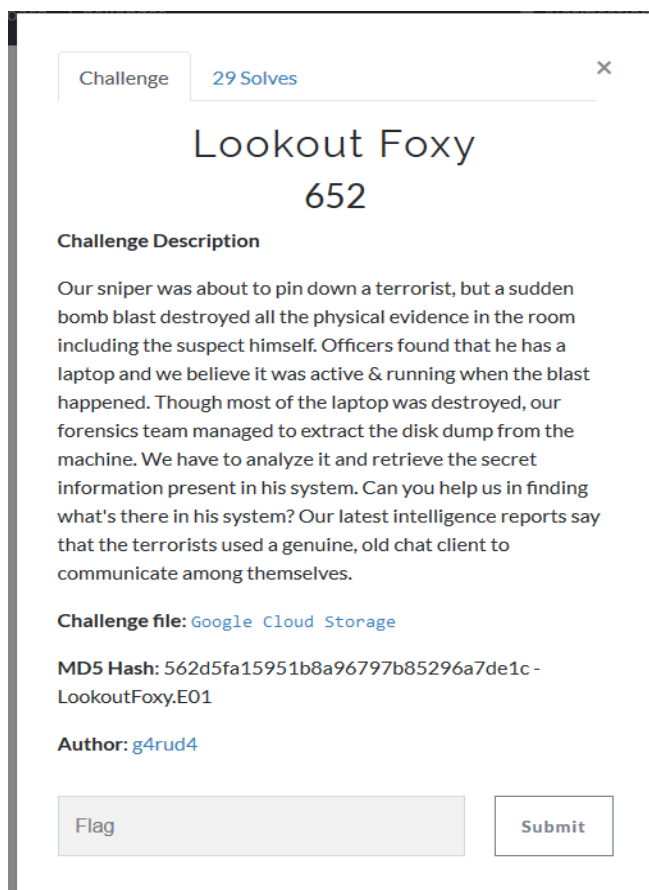 Challenge
29 Solves
×
Lookout Foxy
652
Challenge Description
Our sniper was about to pin down a terrorist, but a sudden
bomb blast destroyed all the physical evidence in the room
including the suspect himself. Officers found that he has a
laptop and we believe it was active & running when the blast
happened. Though most of the laptop was destroyed, our
forensics team managed to extract the disk dump from the
machine. We have to analyze it and retrieve the secret
information present in his system. Can you help us in finding
what's there in his system? Our latest intelligence reports say
that the terrorists used a genuine, old chat client to
communicate among themselves.
Challenge file: Google Cloud Storage
MD5 Hash: 562d5fa15951b8a96797b85296a7de1c -
LookoutFoxy.E01
Author: g4rud4
Flag
Submit